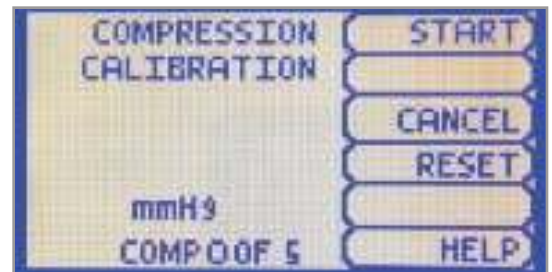 COMPRESSION
CALIBRATION
mmHg
COMP 0 OF 5
START
CANCEL
RESET
HELP